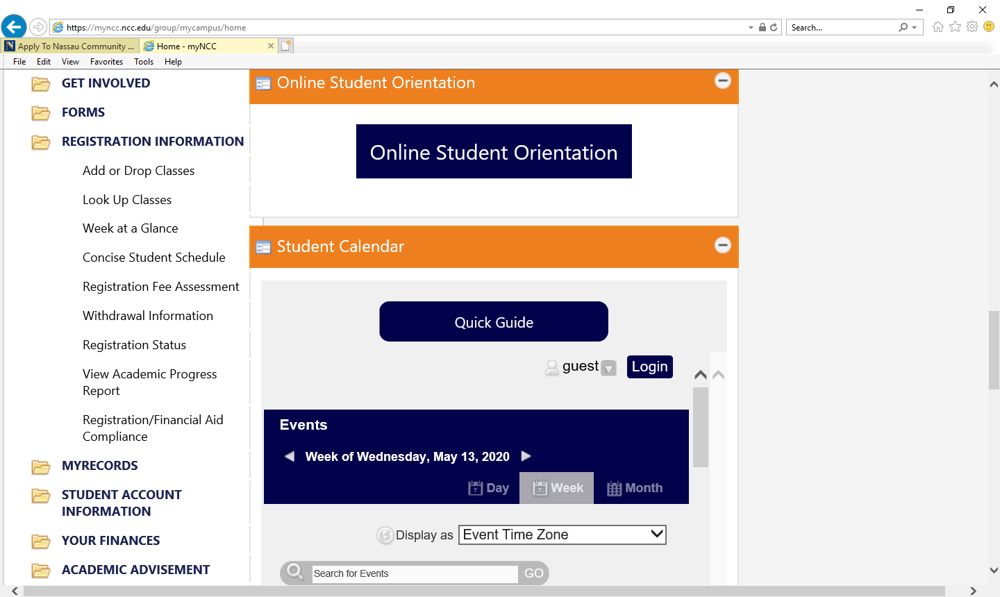 https://myncc.ncc.edu/group/mycampus/home
Search...
Apply To Nassau Community ...
Home - myNCC
File Edit View Favorites Tools Help
GET INVOLVED
FORMS
REGISTRATION INFORMATION
Add or Drop Classes
Look Up Classes
Week at a Glance
Concise Student Schedule
Registration Fee Assessment
Withdrawal Information
Registration Status
View Academic Progress
Report
Registration/Financial Aid
Compliance
MYRECORDS
STUDENT ACCOUNT
INFORMATION
YOUR FINANCES
ACADEMIC ADVISEMENT
Online Student Orientation
Online Student Orientation
Student Calendar
Quick Guide
guest Login
Events
Week of Wednesday, May 13, 2020
Day Week Month
Display as Event Time Zone
Search for Events GO